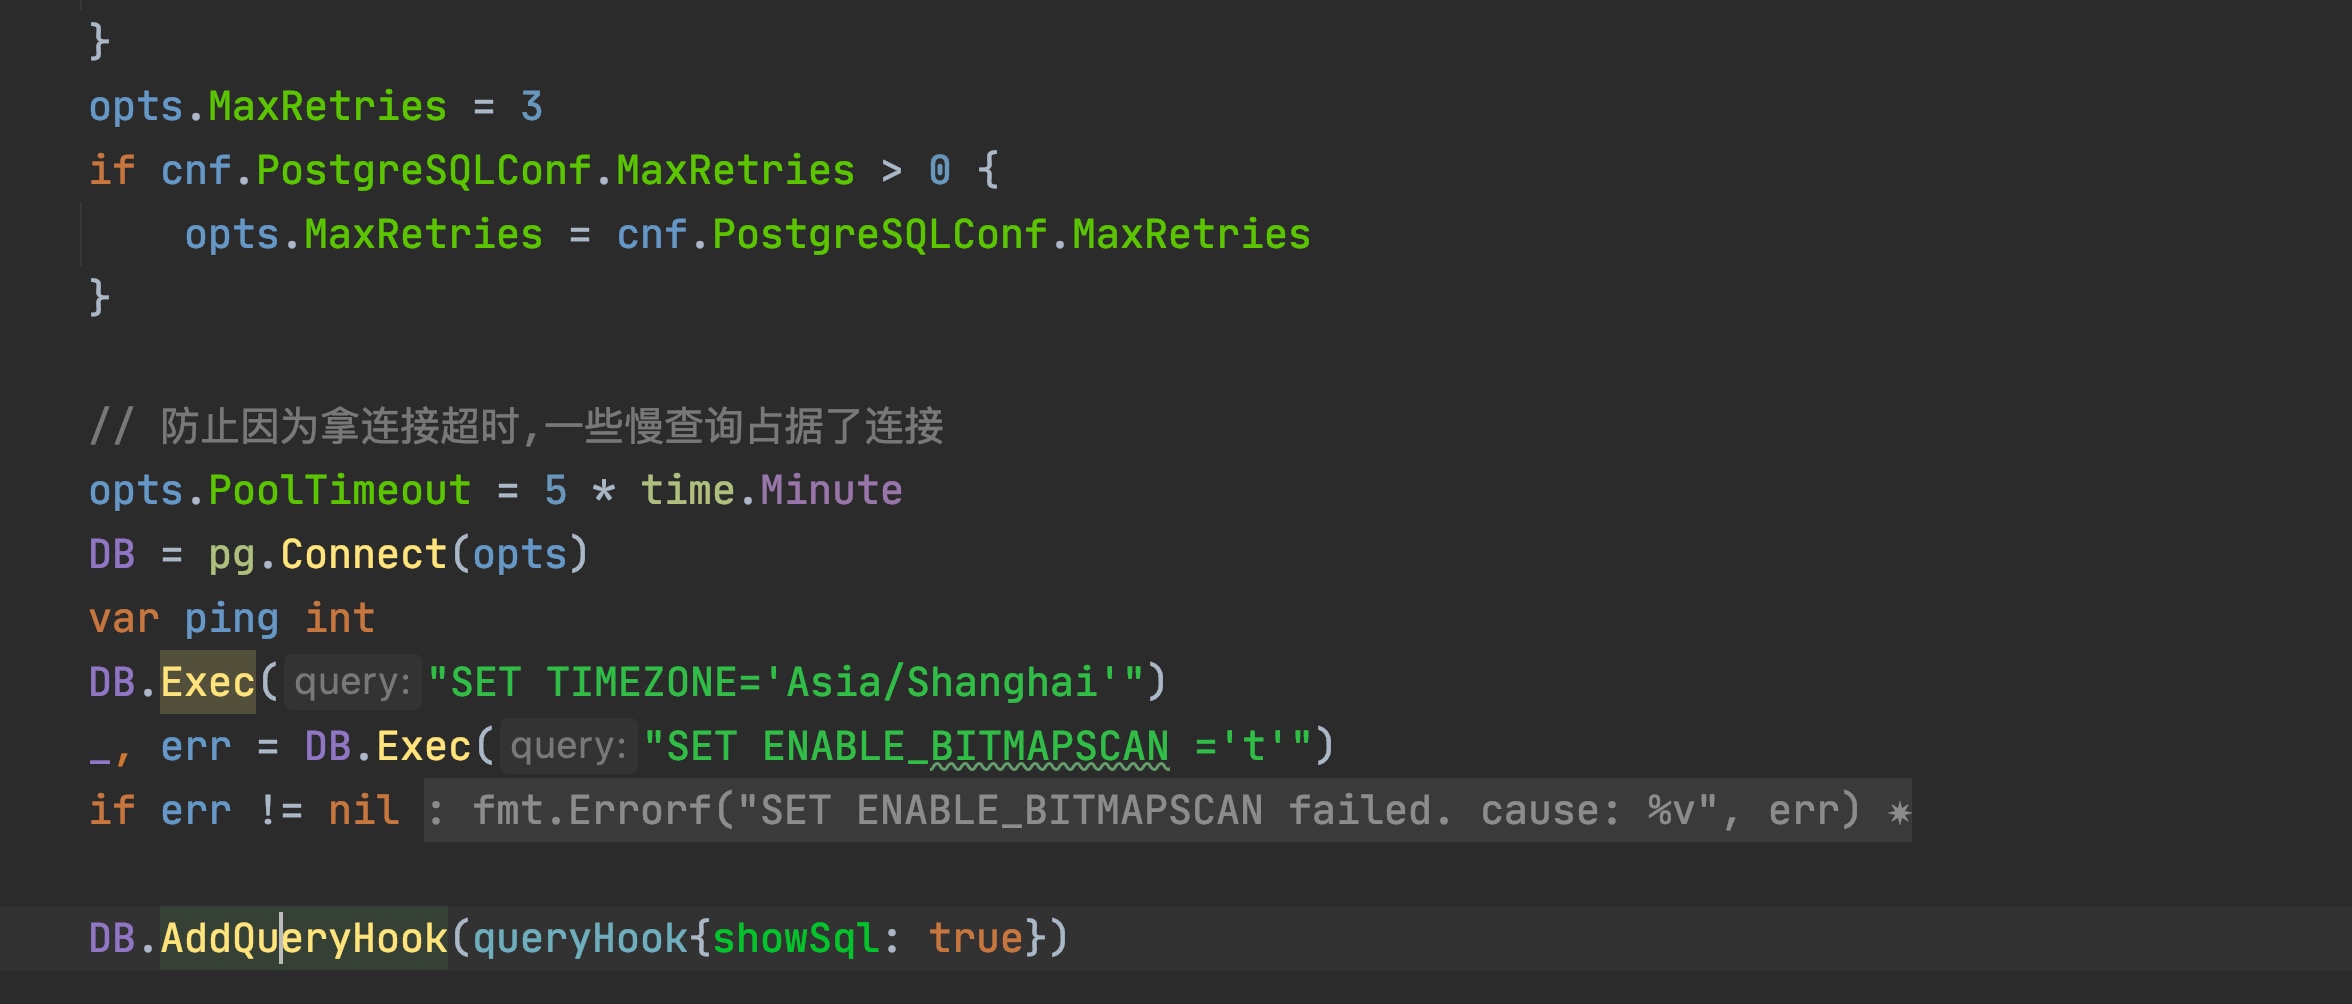 }
opts.MaxRetries = 3
if cnf.PostgreSQLConf.MaxRetries > 0 {
    opts.MaxRetries = cnf.PostgreSQLConf.MaxRetries
}
// 防止因为拿连接超时,一些慢查询占据了连接
opts.PoolTimeout = 5 * time.Minute
DB = pg.Connect(opts)
var ping int
DB.Exec( query: "SET TIMEZONE='Asia/Shanghai'")
_, err = DB.Exec( query: "SET ENABLE_BITMAPSCAN ='t'")
if err != nil : fmt.Errorf("SET ENABLE_BITMAPSCAN failed. cause: %v", err)
DB.AddQueryHook(queryHook{showSql: true})